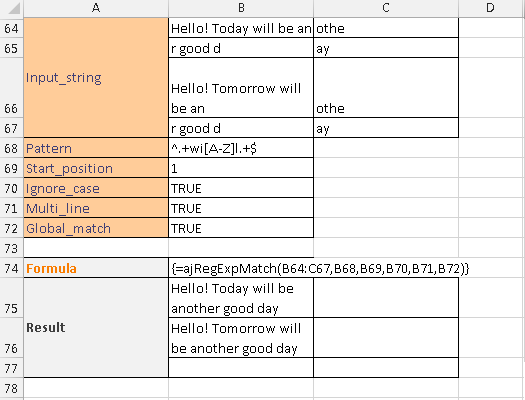 A B C D
64 Hello! Today will be an othe
65 r good d ay
Input_string
Hello! Tomorrow will
66 be an othe
67 r good d ay
68 Pattern ^.+wi[A-Z]l.+$
69 Start_position 1
70 Ignore_case TRUE
71 Multi_line TRUE
72 Global_match TRUE
73
74 Formula {=ajRegExpMatch(B64:C67,B68,B69,B70,B71,B72)}
Hello! Today will be
75 another good day
Result
Hello! Tomorrow will
76 be another good day
77
78